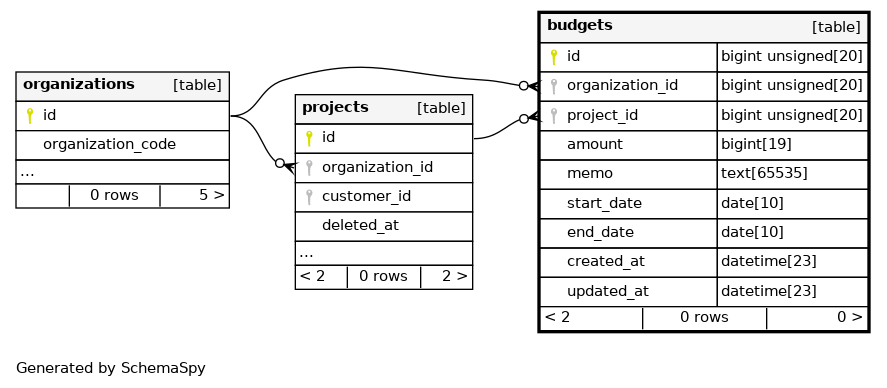 organizations [table]
id
organization_code
...
0 rows 5 >
projects [table]
id
organization_id
customer_id
deleted_at
...
< 2 0 rows 2 >
budgets [table]
id bigint unsigned[20]
organization_id bigint unsigned[20]
project_id bigint unsigned[20]
amount bigint[19]
memo text[65535]
start_date date[10]
end_date date[10]
created_at datetime[23]
updated_at datetime[23]
< 2 0 rows 0 >
Generated by SchemaSpy